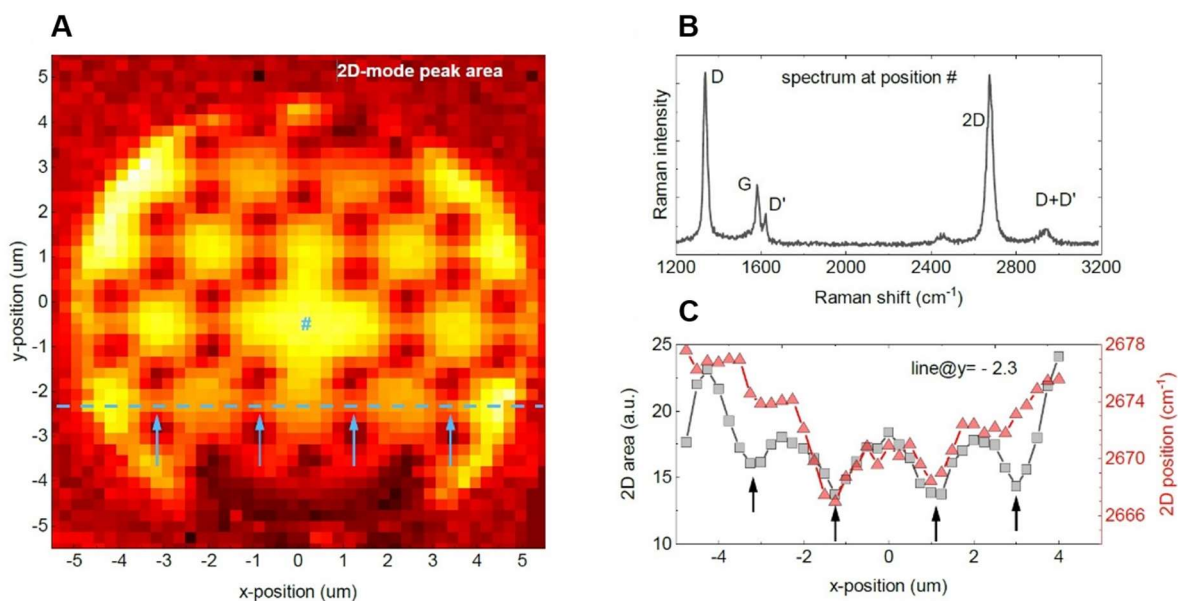 A
2D-mode peak area
5
4
3
2
1
0
-1
-2
-3
-4
-5
y-position (um)
#
-5 -4 -3 -2 -1 0 1 2 3 4 5
x-position (um)
B
spectrum at position #
D
G
D'
2D
D+D'
Raman intensity
1200 1600 2000 2400 2800 3200
Raman shift (cm-1)
C
line@y= - 2.3
25
20
15
10
2D area (a.u.)
2678
2674
2670
2666
2D position (cm-1)
-4 -2 0 2 4
x-position (um)